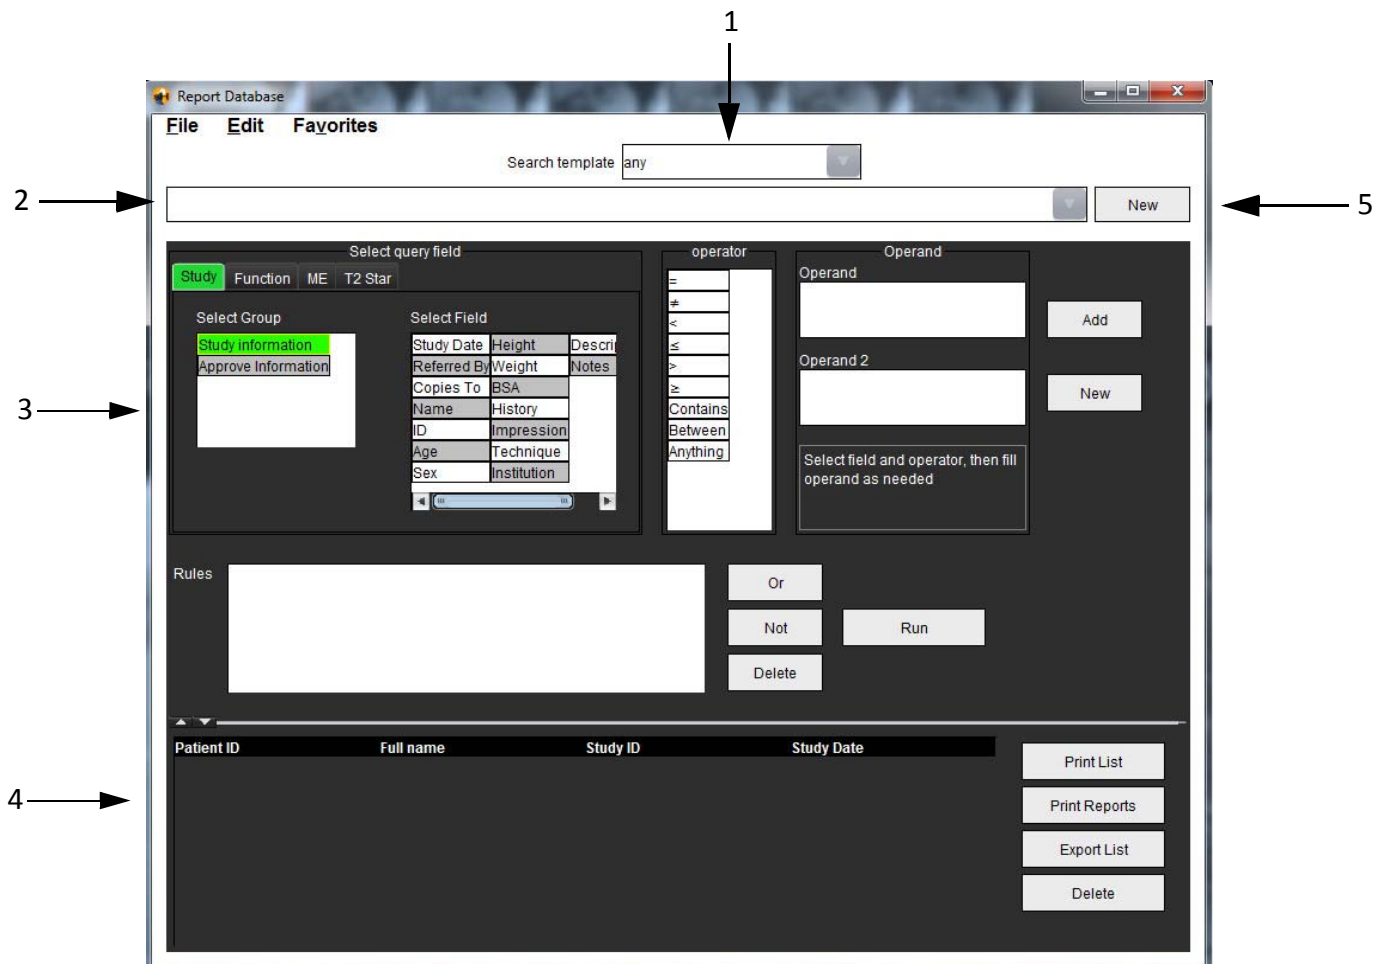 1
Report Database
File Edit Favorites
Search template any
2
New
5
Select query field
operator
Operand
Study Function ME T2 Star
=
Operand
≠
Select Group
Select Field
<
Add
Study information
Study Date Height Descri
≤
Approve Information
Referred By Weight Notes
>
Operand 2
Copies To BSA
≥
New
3
Name History
Contains
ID Impression
Between
Age Technique
Anything
Select field and operator, then fill
Sex Institution
operand as needed
Rules
Or
Not
Run
Delete
Patient ID Full name Study ID Study Date
Print List
4
Print Reports
Export List
Delete